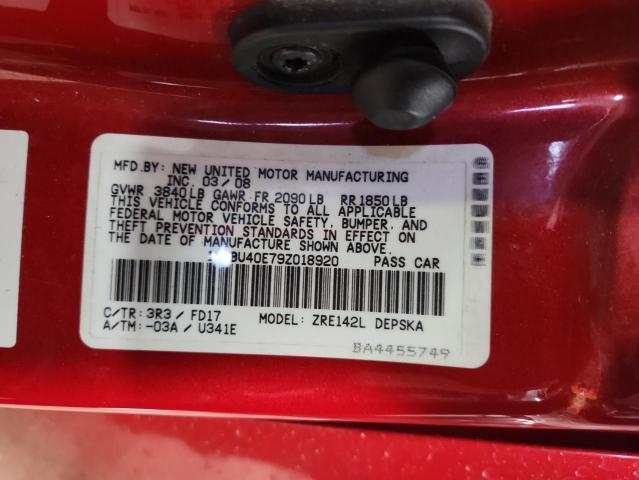 MFD.BY: NEW UNITED MOTOR MANUFACTURING
INC. 03/08
GVWR 3840LB GAWR FR 2090LB RR1850LB
THIS VEHICLE CONFORMS TO ALL APPLICABLE
FEDERAL MOTOR VEHICLE SAFETY, BUMPER, AND
THEFT PREVENTION STANDARDS IN EFFECT ON
THE DATE OF MANUFACTURE SHOWN ABOVE.
BU40E79Z018920 PASS CAR
C/TR: 3R3 / FD17
A/TM: -03A / U341E
MODEL: ZRE142L DEPSKA
BA4455749